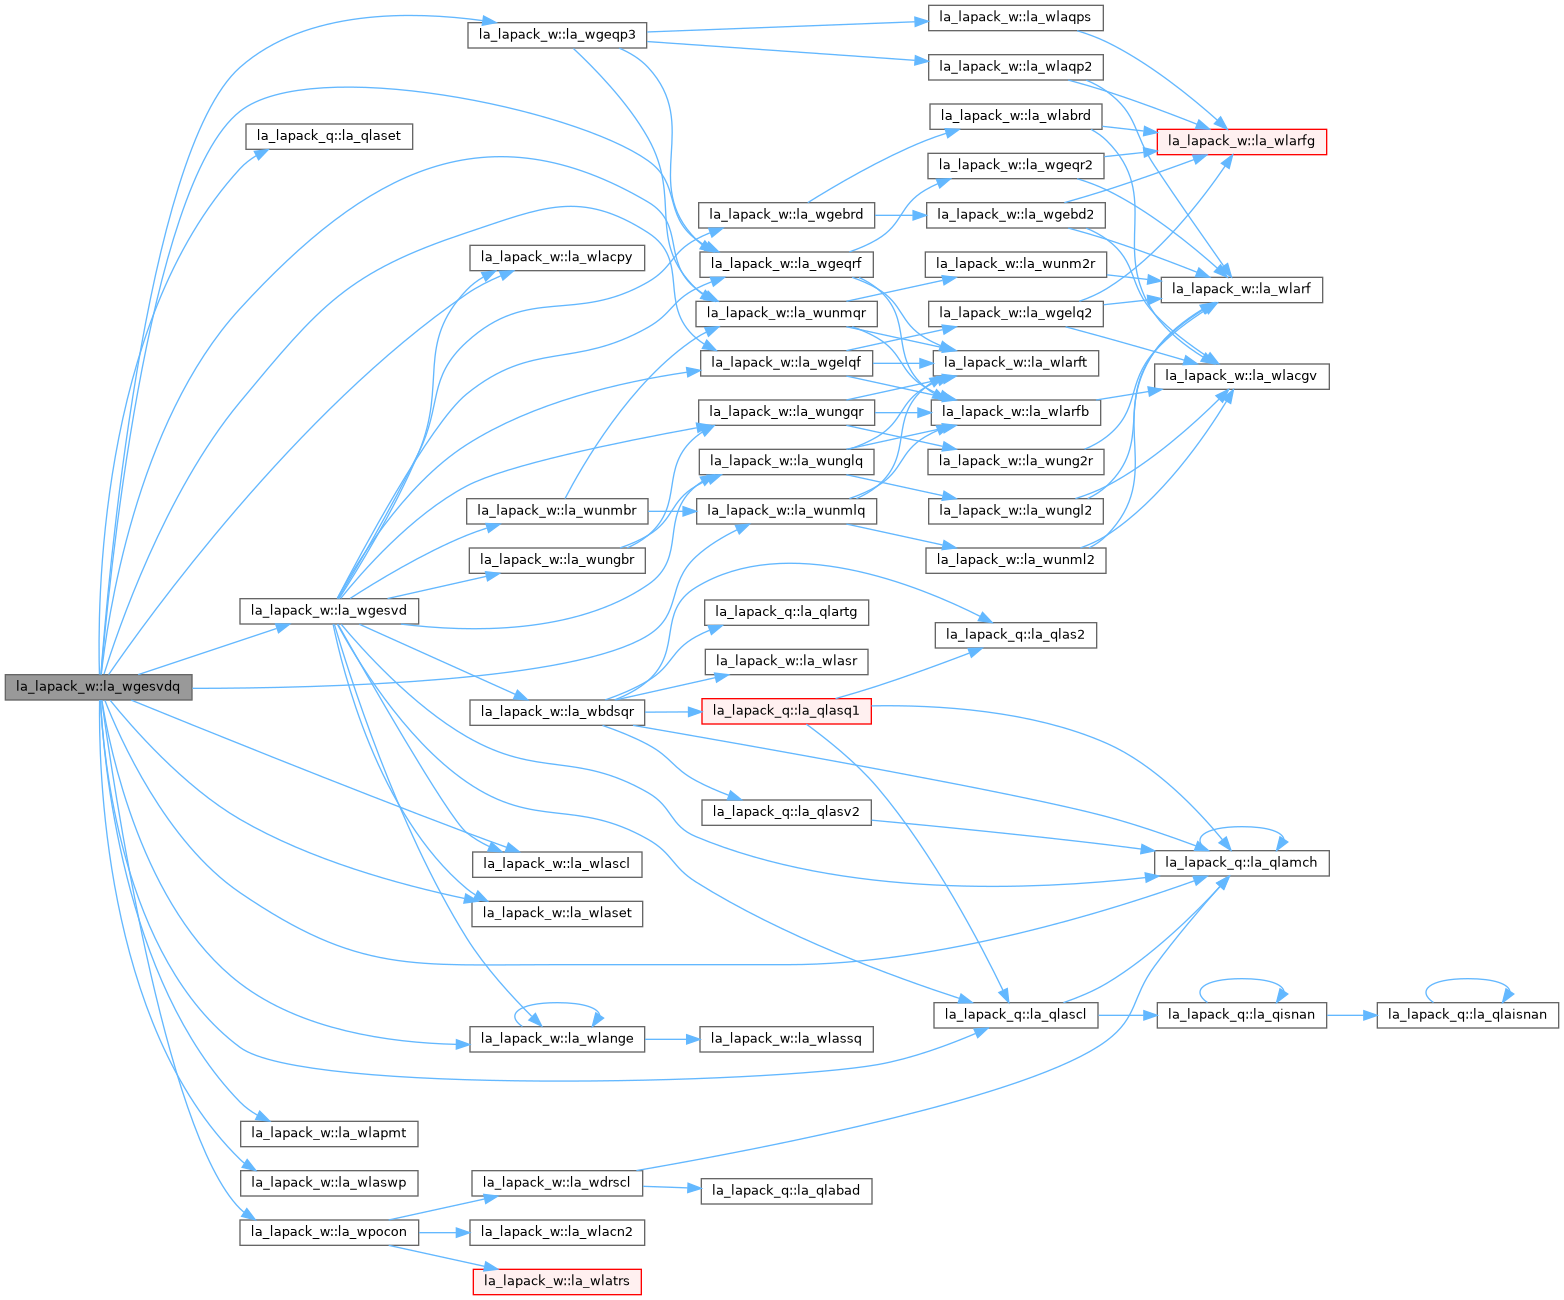 la_lapack_w::la_wgesvdq
la_lapack_w::la_wgeqp3
la_lapack_q::la_qlaset
la_lapack_w::la_wlacpy
la_lapack_w::la_wgesvd
la_lapack_w::la_wunmbr
la_lapack_w::la_wungbr
la_lapack_w::la_wbdsqr
la_lapack_w::la_wlascl
la_lapack_w::la_wlaset
la_lapack_w::la_wlange
la_lapack_w::la_wlapmt
la_lapack_w::la_wlaswp
la_lapack_w::la_wpocon
la_lapack_w::la_wdrscl
la_lapack_w::la_wlacn2
la_lapack_w::la_wlatrs
la_lapack_w::la_wgebrd
la_lapack_w::la_wgeqrf
la_lapack_w::la_wunmqr
la_lapack_w::la_wgelqf
la_lapack_w::la_wungqr
la_lapack_w::la_wunglq
la_lapack_w::la_wunmlq
la_lapack_q::la_qlartg
la_lapack_w::la_wlasr
la_lapack_q::la_qlasq1
la_lapack_q::la_qlasv2
la_lapack_w::la_wlassq
la_lapack_q::la_qlabad
la_lapack_w::la_wlaqps
la_lapack_w::la_wlaqp2
la_lapack_w::la_wlabrd
la_lapack_w::la_wgeqr2
la_lapack_w::la_wgebd2
la_lapack_w::la_wunm2r
la_lapack_w::la_wgelq2
la_lapack_w::la_wlarft
la_lapack_w::la_wlarfb
la_lapack_w::la_wung2r
la_lapack_w::la_wungl2
la_lapack_w::la_wunml2
la_lapack_q::la_qlas2
la_lapack_q::la_qlascl
la_lapack_w::la_wlarfg
la_lapack_w::la_wlarf
la_lapack_w::la_wlacgv
la_lapack_q::la_qlamch
la_lapack_q::la_qisnan
la_lapack_q::la_qlaisnan